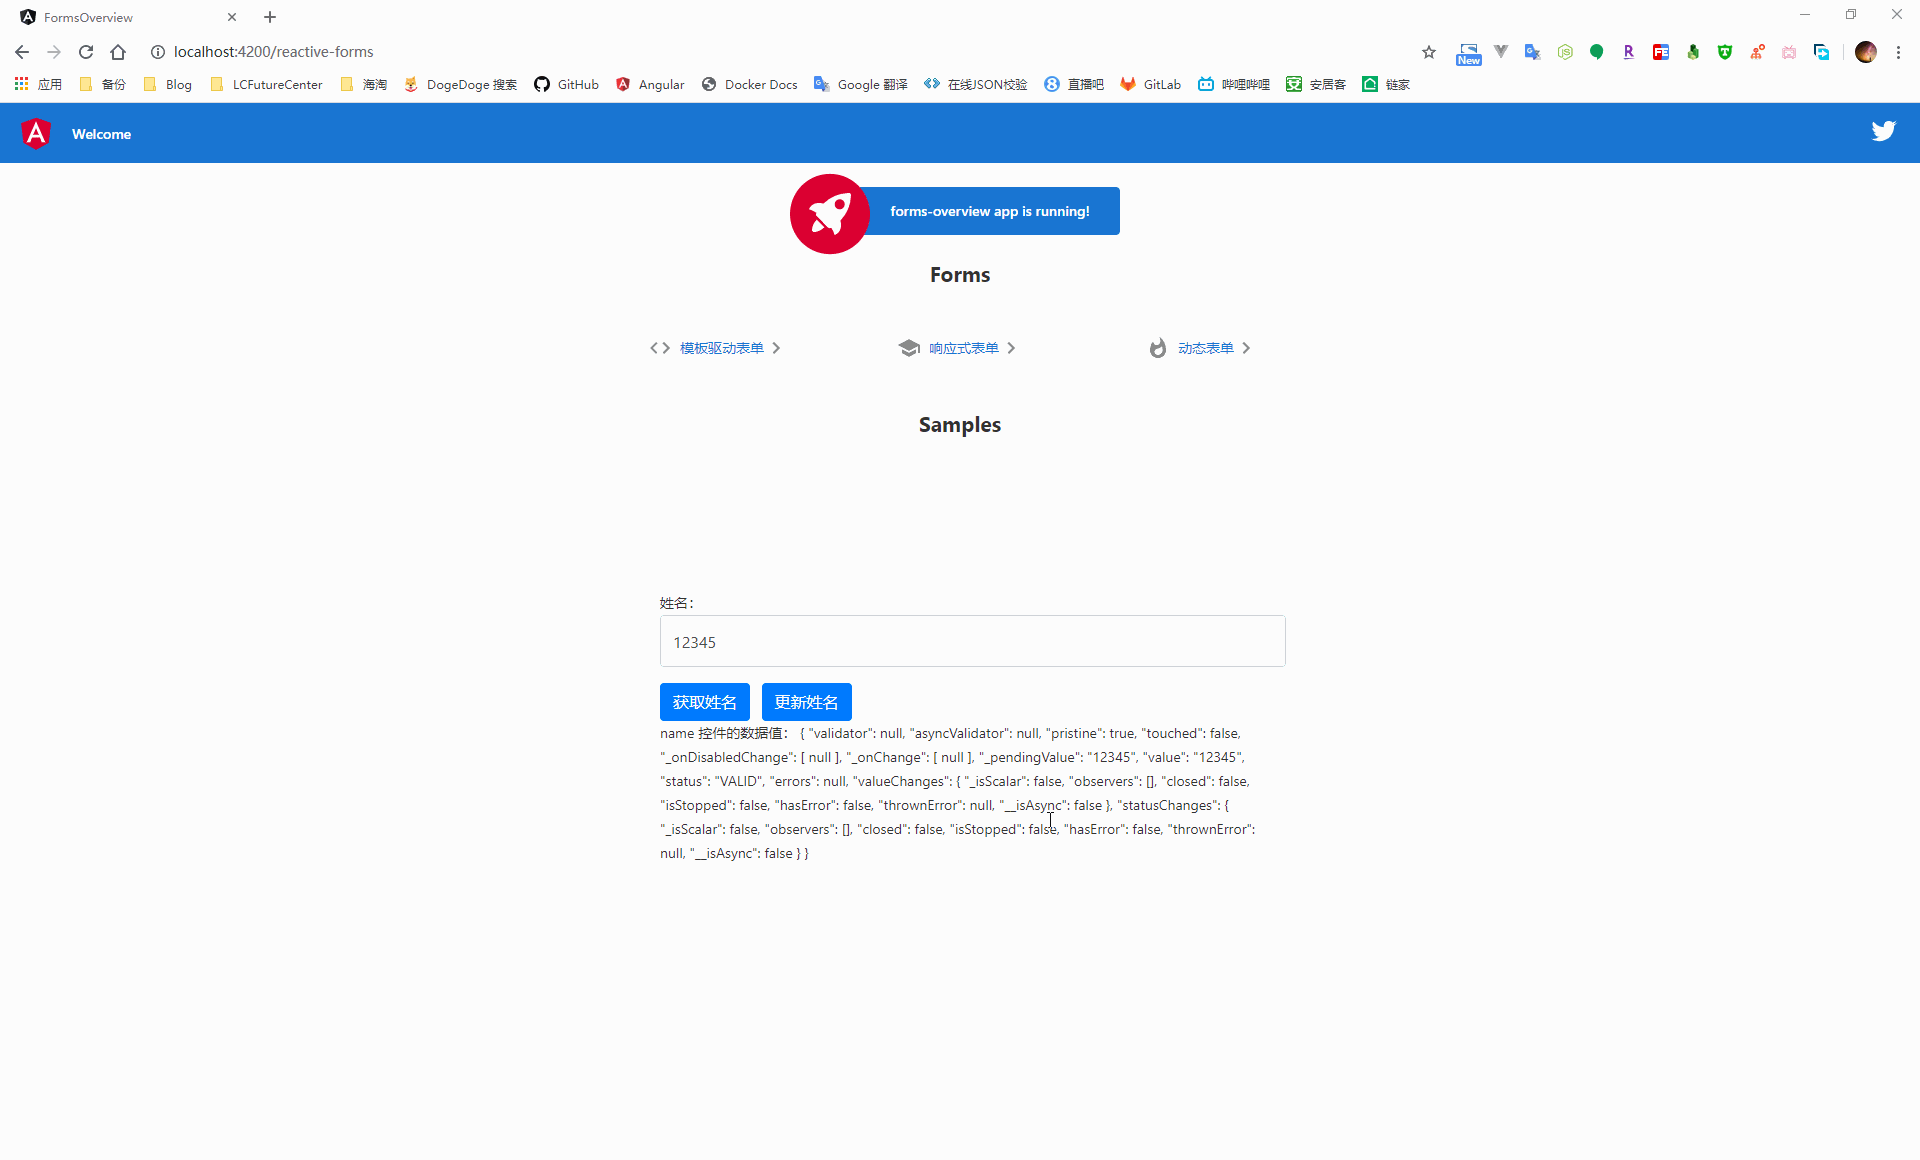 FormsOverview
localhost:4200/reactive-forms
New
应用 备份 Blog LCFutureCenter 海淘 DogeDoge 搜索 GitHub Angular Docker Docs Google 翻译 在线JSON校验 直播吧 GitLab 哔哩哔哩 安居客 链家
Welcome
forms-overview app is running!
Forms
模板驱动表单 响应式表单 动态表单
Samples
姓名：
12345
获取姓名 更新姓名
name 控件的数据值： { "validator": null, "asyncValidator": null, "pristine": true, "touched": false,
"_onDisabledChange": [ null ], "_onChange": [ null ], "_pendingValue": "12345", "value": "12345",
"status": "VALID", "errors": null, "valueChanges": { "_isScalar": false, "observers": [], "closed": false,
"isStopped": false, "hasError": false, "thrownError": null, "__isAsync": false }, "statusChanges": {
"_isScalar": false, "observers": [], "closed": false, "isStopped": false, "hasError": false, "thrownError":
null, "__isAsync": false } }